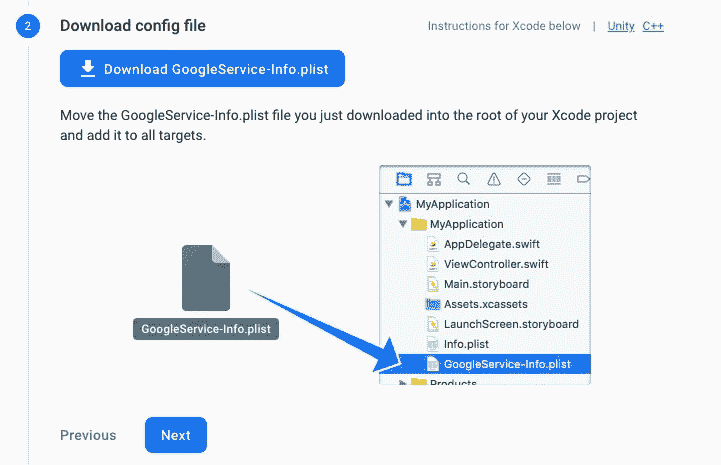 2
Download config file
Instructions for Xcode below | Unity C++
Download GoogleService-Info.plist
Move the GoogleService-Info.plist file you just downloaded into the root of your Xcode project
and add it to all targets.
MyApplication
MyApplication
AppDelegate.swift
ViewController.swift
Main.storyboard
Assets.xcassets
LaunchScreen.storyboard
Info.plist
GoogleService-Info.plist
Products
GoogleService-Info.plist
Previous
Next